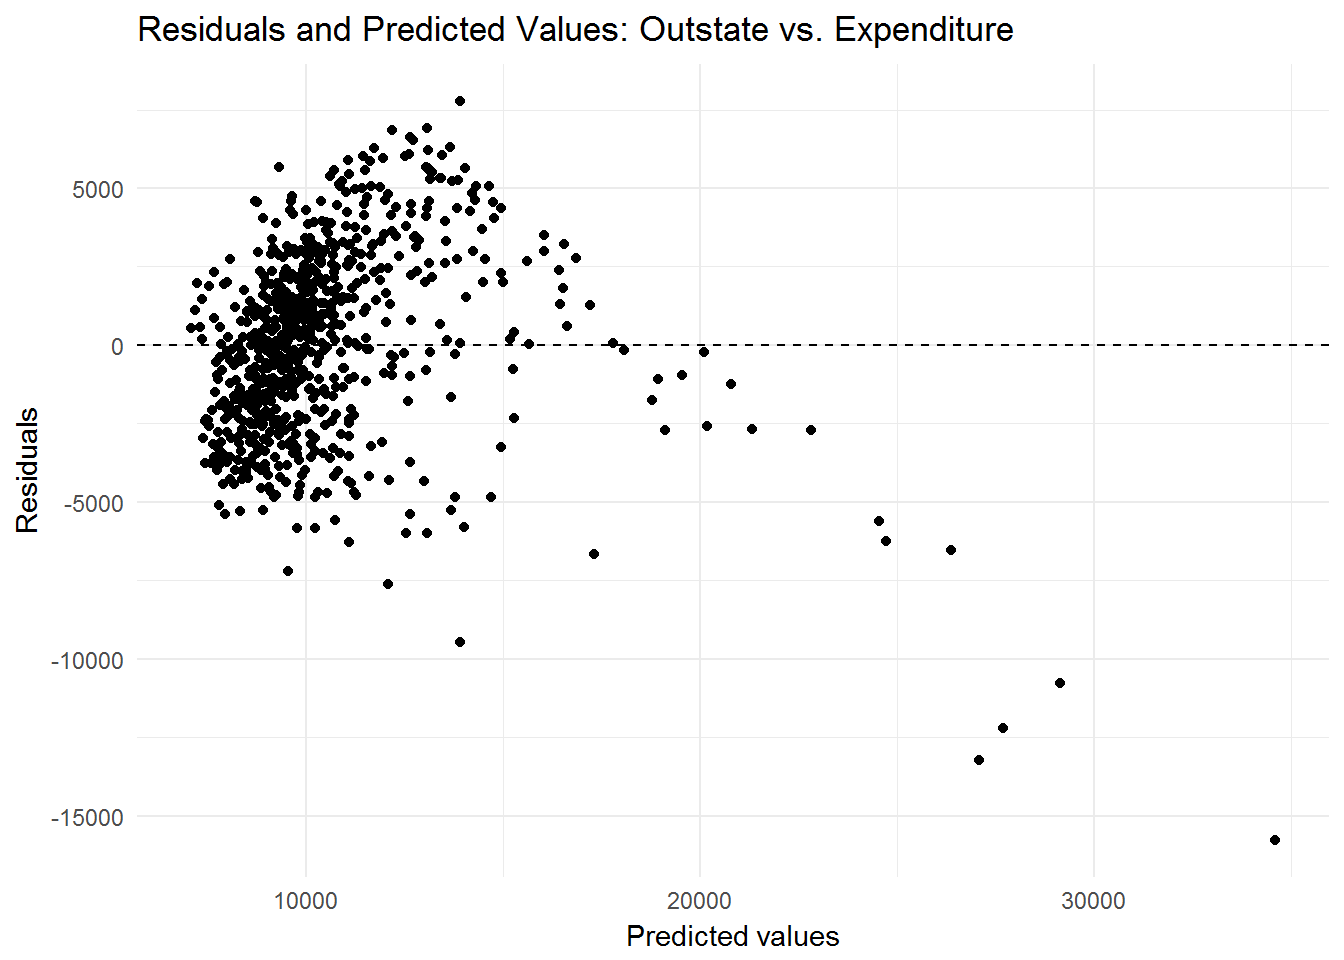 Residuals and Predicted Values: Outstate vs. Expenditure
Residuals
5000
0
-5000
-10000
-15000
10000 20000 30000
Predicted values